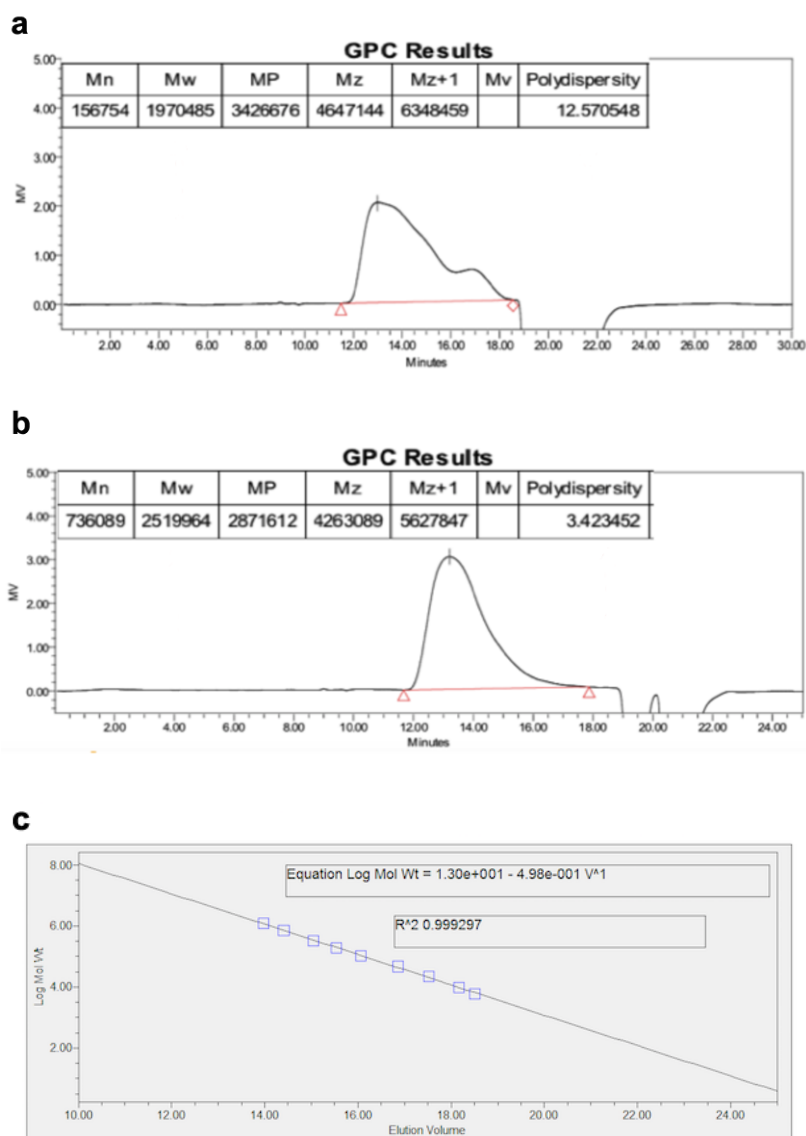 a
GPC Results
Mn Mw MP Mz Mz+1 Mv Polydispersity
156754 1970485 3426676 4647144 6348459 12.570548
5.00
4.00
3.00
2.00
1.00
0.00
MV
2.00 4.00 6.00 8.00 10.00 12.00 14.00 16.00 18.00 20.00 22.00 24.00 26.00 28.00 30.00
Minutes
b
GPC Results
Mn Mw MP Mz Mz+1 Mv Polydispersity
736089 2519964 2871612 4263089 5627847 3.423452
5.00
4.00
3.00
2.00
1.00
0.00
MV
2.00 4.00 6.00 8.00 10.00 12.00 14.00 16.00 18.00 20.00 22.00 24.00
Minutes
c
Equation Log Mol Wt = 1.30e+001 - 4.98e-001 V^1
R^2 0.999297
8.00
6.00
4.00
2.00
Log Mol Wt
10.00 12.00 14.00 16.00 18.00 20.00 22.00 24.00
Elution Volume